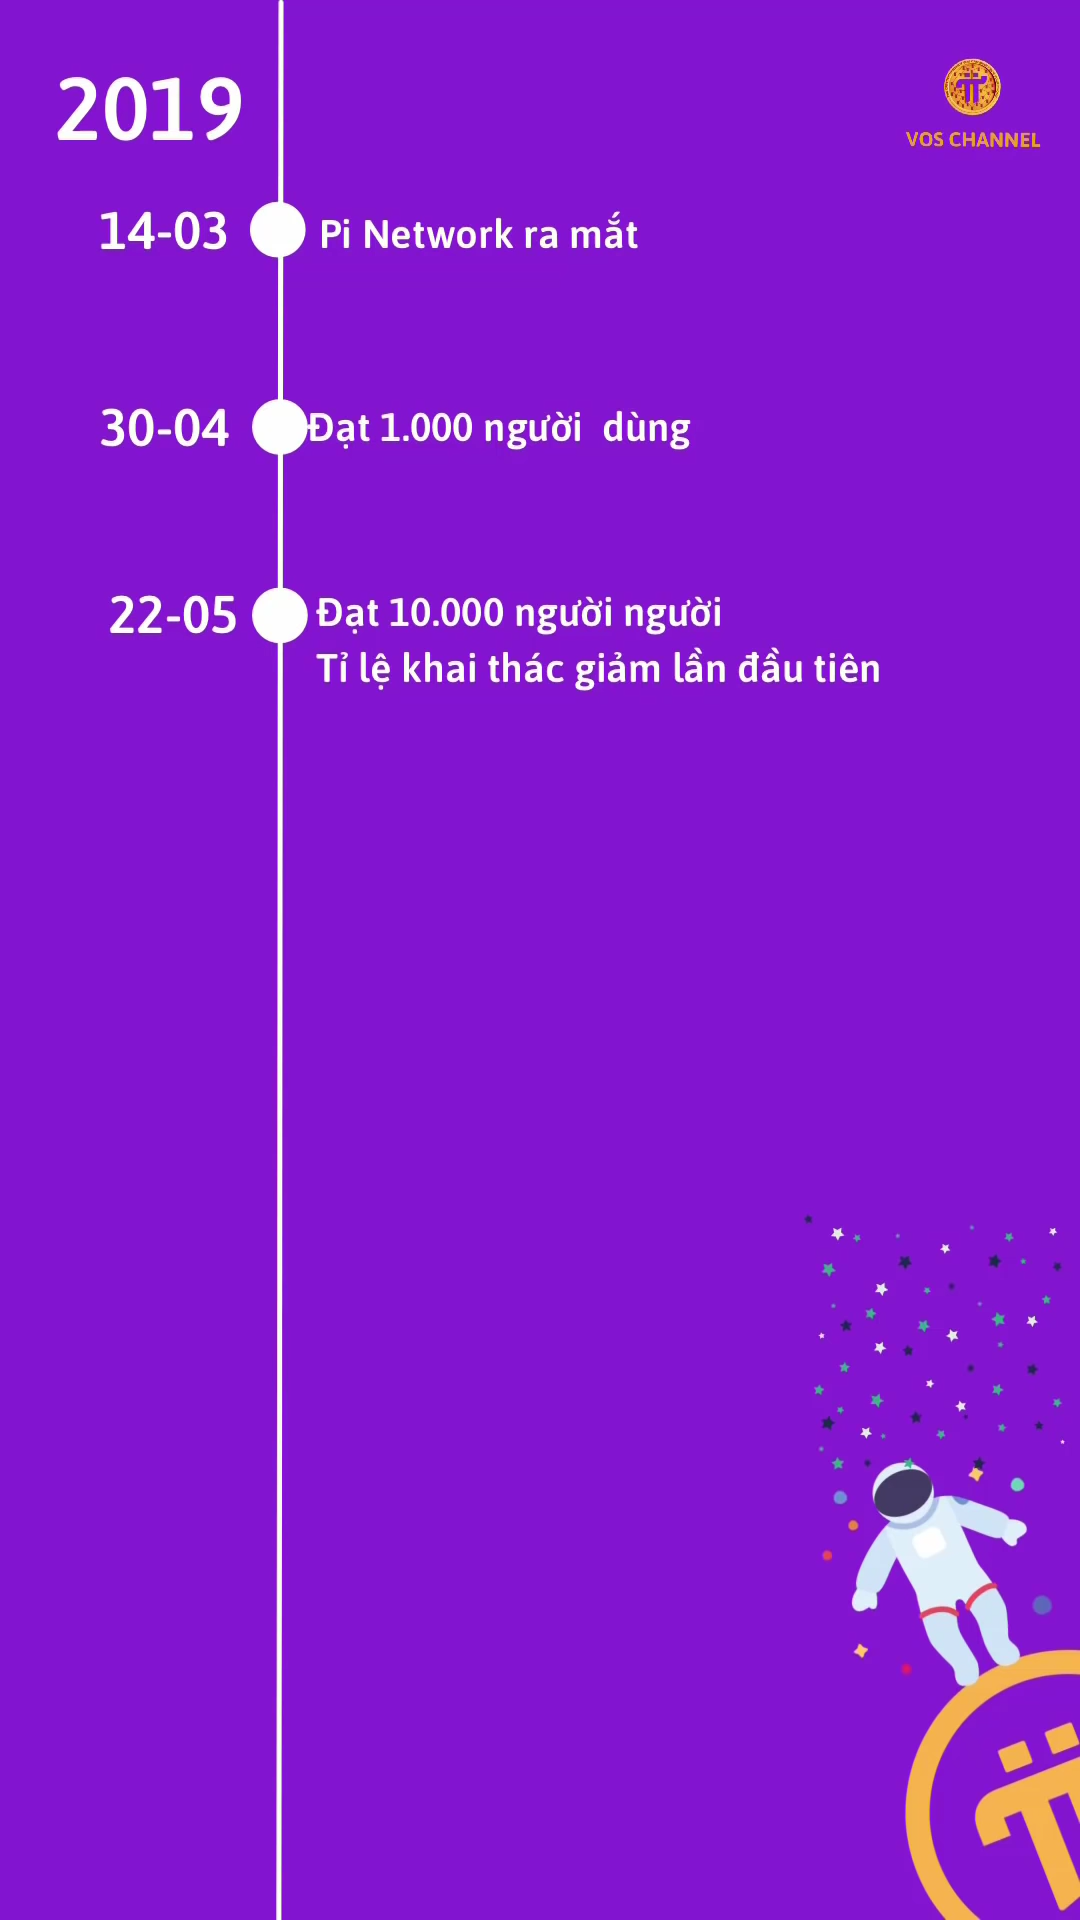 2019
VOS CHANNEL
14-03 Pi Network ra mắt
30-04 Đạt 1.000 người dùng
22-05 Đạt 10.000 người người
Tỉ lệ khai thác giảm lần đầu tiên